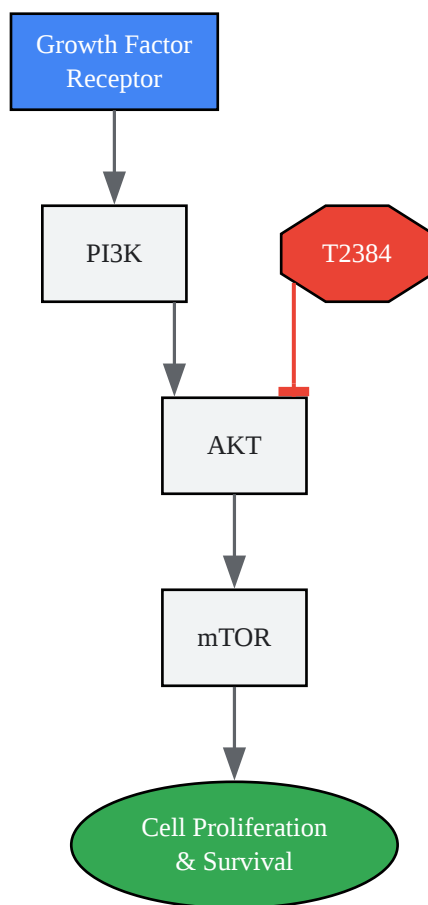 Growth Factor
Receptor
PI3K
T2384
AKT
mTOR
Cell Proliferation
& Survival